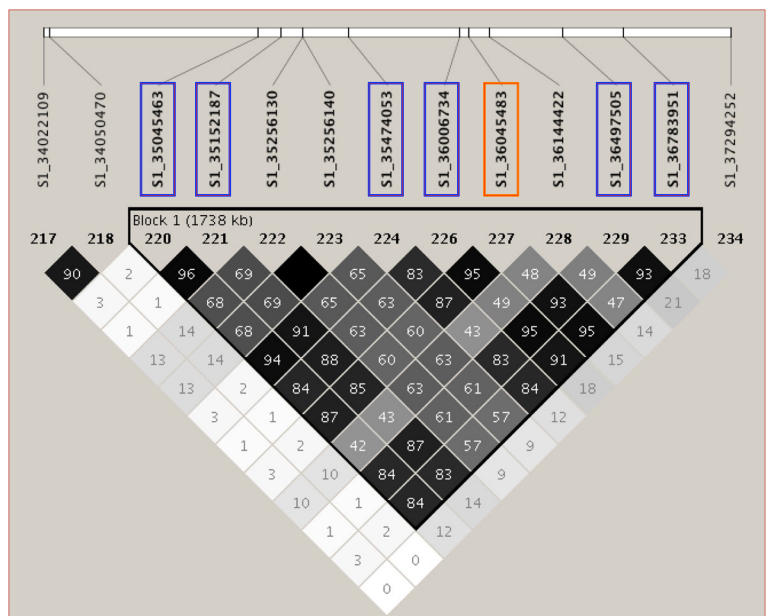 S1_34022109
S1_34050470
S1_35045463
S1_35152187
S1_35256130
S1_35256140
S1_35474053
S1_36006734
S1_36045483
S1_36144422
S1_36497505
S1_36783951
S1_37294252
Block 1 (1738 kb)
217 218 220 221 222 223 224 226 227 228 229 233 234
90 2 96 69 65 83 95 48 49 93 18
3 1 68 69 65 63 87 49 93 47 21
1 14 68 91 63 60 43 95 95 14
13 14 94 88 60 63 83 91 15
13 2 84 85 63 61 84 18
3 1 87 43 61 57 12
1 2 42 87 57 9
3 10 84 83 9
10 1 84 14
1 2 12
3 0
0